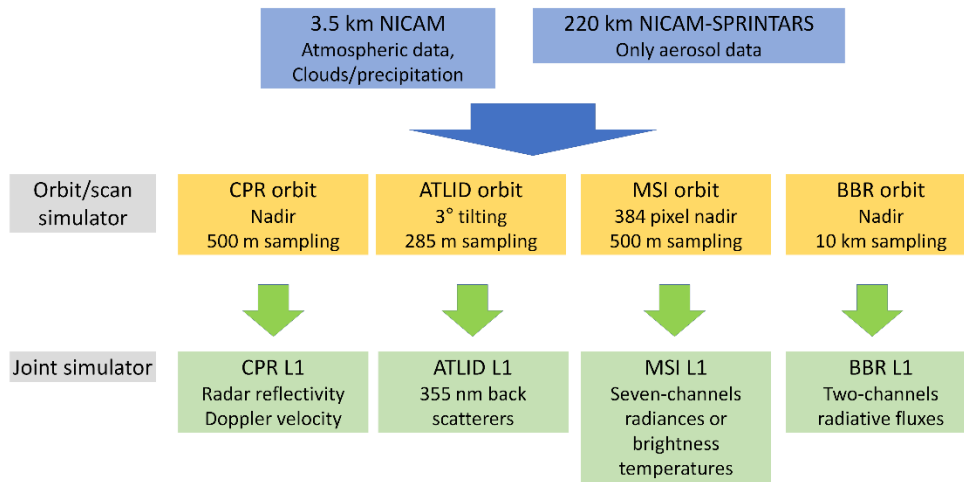 3.5 km NICAM
Atmospheric data,
Clouds/precipitation
220 km NICAM-SPRINTARS
Only aerosol data
Orbit/scan
simulator
CPR orbit
Nadir
500 m sampling
ATLID orbit
3° tilting
285 m sampling
MSI orbit
384 pixel nadir
500 m sampling
BBR orbit
Nadir
10 km sampling
Joint simulator
CPR L1
Radar reflectivity
Doppler velocity
ATLID L1
355 nm back
scatterers
MSI L1
Seven-channels
radiances or
brightness
temperatures
BBR L1
Two-channels
radiative fluxes